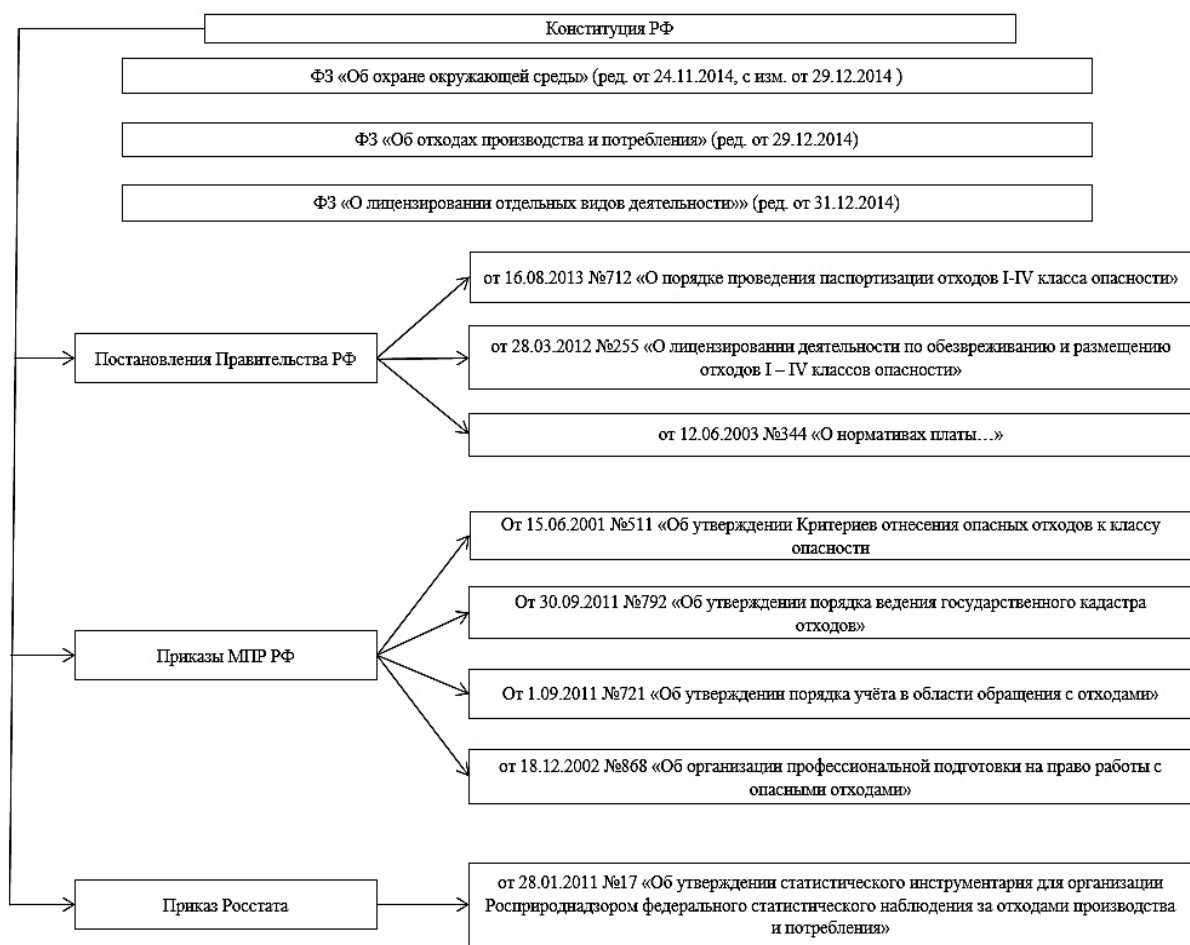 Конституция РФ
ФЗ «Об охране окружающей среды» (ред. от 24.11.2014, с изм. от 29.12.2014 )
ФЗ «Об отходах производства и потребления» (ред. от 29.12.2014)
ФЗ «О лицензировании отдельных видов деятельности»» (ред. от 31.12.2014)
Постановления Правительства РФ
от 16.08.2013 №712 «О порядке проведения паспортизации отходов I-IV класса опасности»
от 28.03.2012 №255 «О лицензировании деятельности по обезвреживанию и размещению
отходов I – IV классов опасности»
от 12.06.2003 №344 «О нормативах платы…»
Приказы МПР РФ
От 15.06.2001 №511 «Об утверждении Критериев отнесения опасных отходов к классу
опасности
От 30.09.2011 №792 «Об утверждении порядка ведения государственного кадастра
отходов»
От 1.09.2011 №721 «Об утверждении порядка учёта в области обращения с отходами»
от 18.12.2002 №868 «Об организации профессиональной подготовки на право работы с
опасными отходами»
Приказ Росстата
от 28.01.2011 №17 «Об утверждении статистического инструментария для организации
Росприроднадзором федерального статистического наблюдения за отходами производства
и потребления»